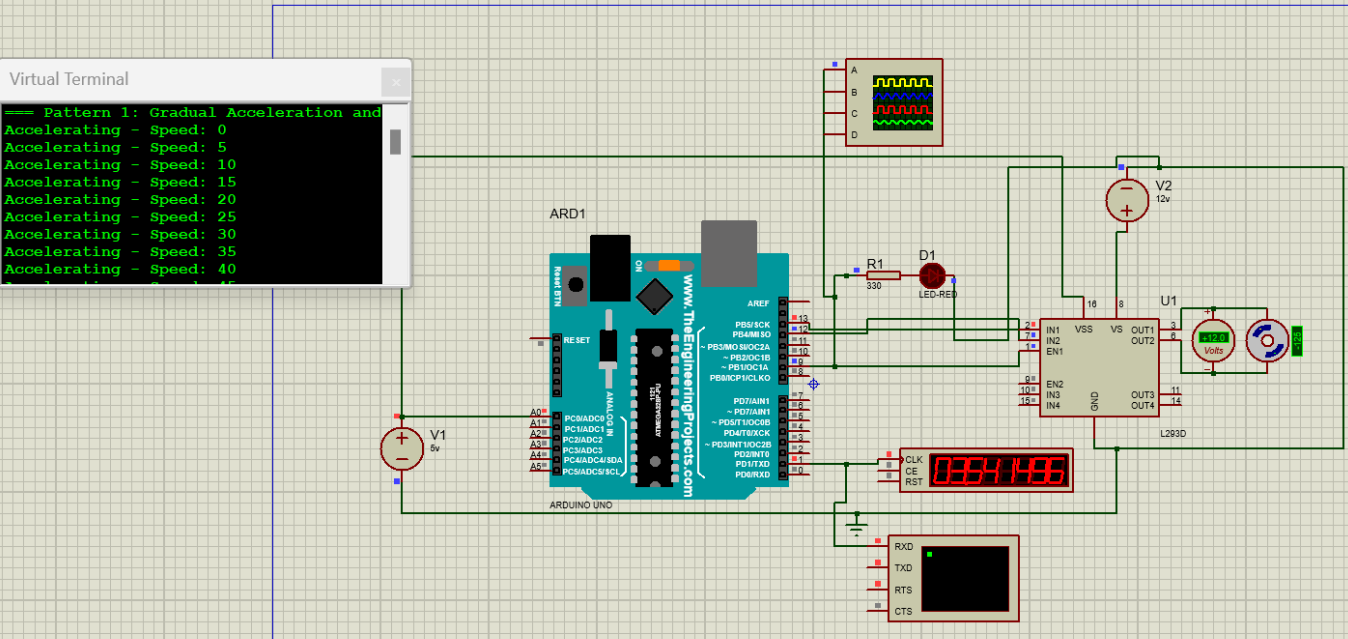 Virtual Terminal
=== Pattern 1: Gradual Acceleration and
Accelerating - Speed: 0
Accelerating - Speed: 5
Accelerating - Speed: 10
Accelerating - Speed: 15
Accelerating - Speed: 20
Accelerating - Speed: 25
Accelerating - Speed: 30
Accelerating - Speed: 35
Accelerating - Speed: 40
A
B
C
D
V2
12v
ARD1
Reset BTN
ON
www.TheEngineeringProjects.com
RESET
ANALOG IN
1121
ATMEGA328P-PU
AREF
PB5/SCK 13
PB4/MISO 12
~ PB3/MOSI/OC2A 11
~ PB2/OC1B 10
~ PB1/OC1A 9
PB0/ICP1/CLKO 8
PD7/AIN1 7
~ PD7/AIN1 6
~ PD5/T1/OC0B 5
PD4/T0/XCK 4
~ PD3/INT1/OC2B 3
PD2/INT0 2
PD1/TXD 1
PD0/RXD 0
A0 PC0/ADC0
A1 PC1/ADC1
A2 PC2/ADC2
A3 PC3/ADC3
A4 PC4/ADC4/SDA
A5 PC5/ADC5/SCL
ARDUINO UNO
V1
5v
R1
330
D1
LED-RED
U1
16
8
VSS
VS
2 IN1
7 IN2
1 EN1
9 EN2
10 IN3
15 IN4
OUT1 3
OUT2 6
OUT3 11
OUT4 14
GND
L293D
+12.0
Volts
-125
CLK
CE
RST
RXD
TXD
RTS
CTS